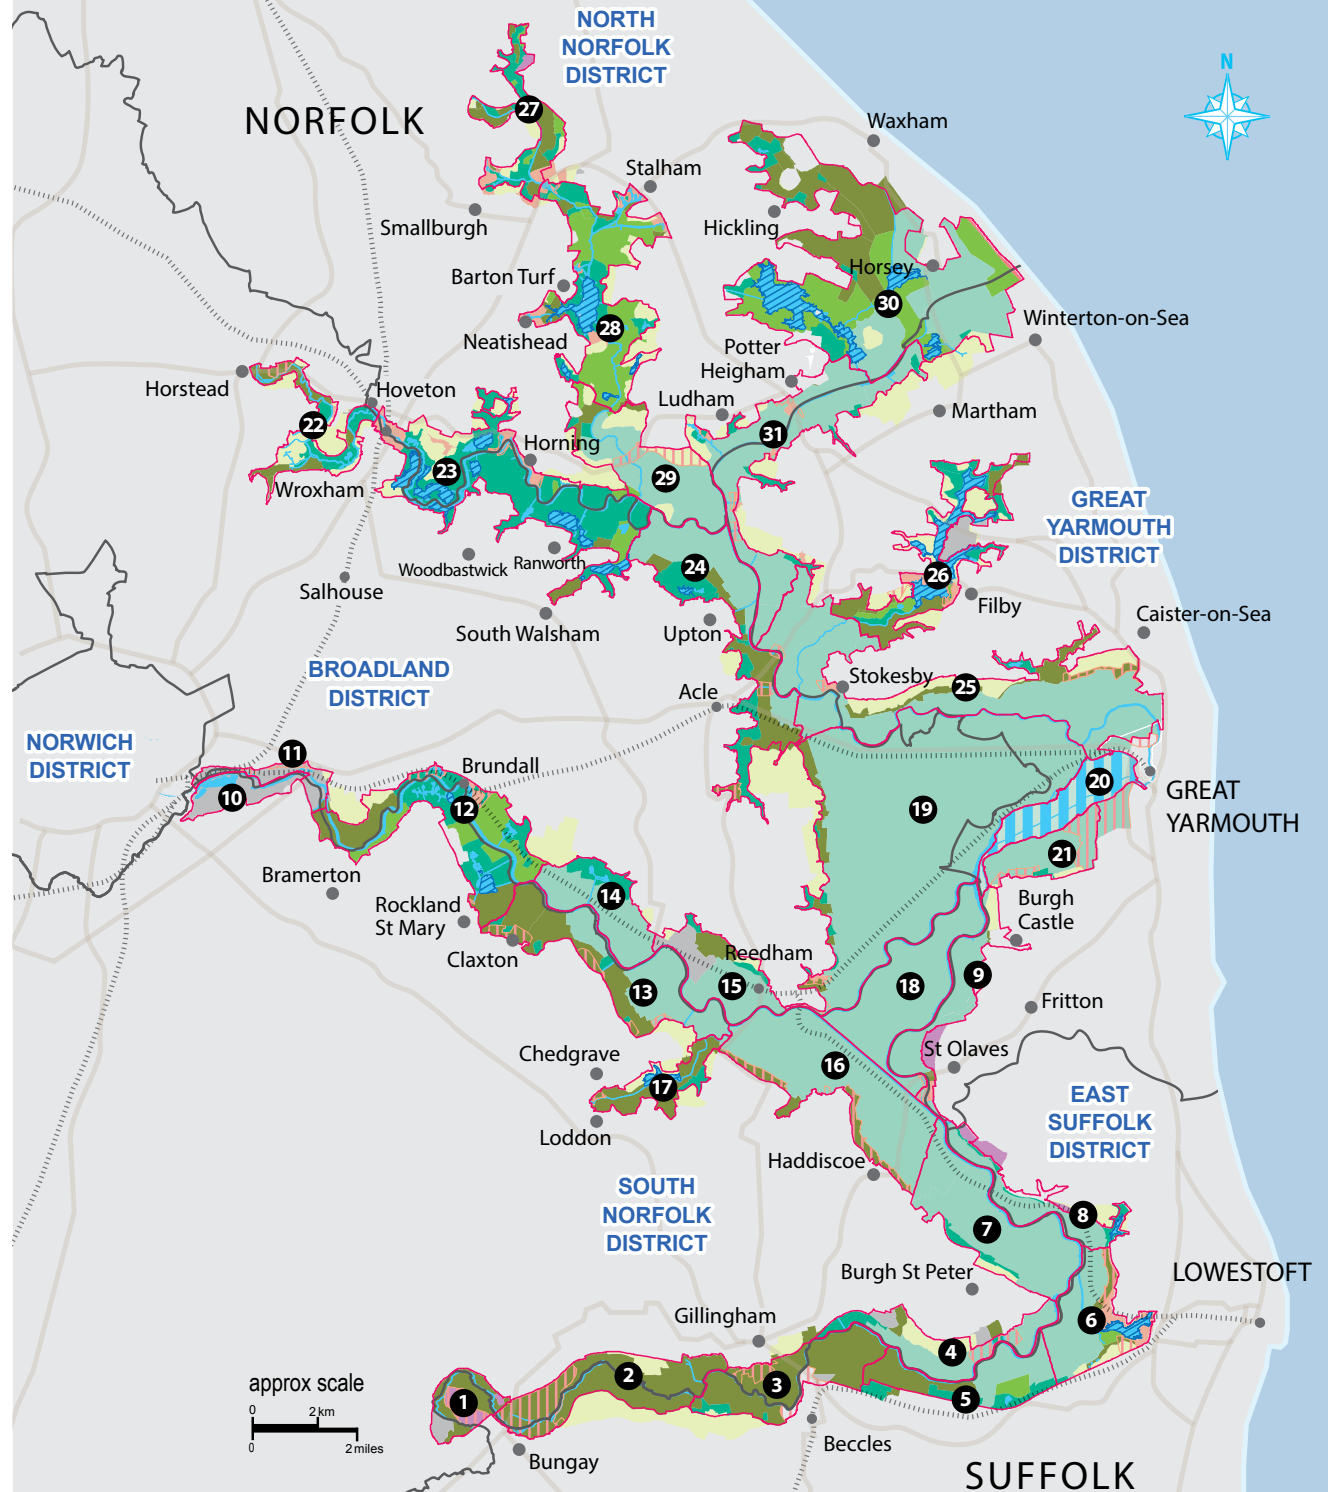 NORTH
NORFOLK
DISTRICT
N
NORFOLK
27
Waxham
Stalham
Smallburgh
Hickling
Barton Turf
Horsey
30
Neatishead
28
Winterton-on-Sea
Potter
Heigham
Horstead
Hoveton
Ludham
Martham
22
31
Horning
23
29
Wroxham
GREAT
YARMOUTH
DISTRICT
24
26
Woodbastwick
Ranworth
Salhouse
Filby
South Walsham
Upton
Caister-on-Sea
BROADLAND
DISTRICT
Stokesby
25
Acle
NORWICH
DISTRICT
11
Brundall
10
12
20
19
GREAT
YARMOUTH
21
Bramerton
14
Rockland
St Mary
Burgh
Castle
Claxton
Reedham
13
15
18
9
Fritton
Chedgrave
St Olaves
16
17
EAST
SUFFOLK
DISTRICT
Loddon
Haddiscoe
SOUTH
NORFOLK
DISTRICT
8
7
Burgh St Peter
LOWESTOFT
Gillingham
6
4
2
3
5
approx scale
1
0
2 km
0
2 miles
Beccles
Bungay
SUFFOLK